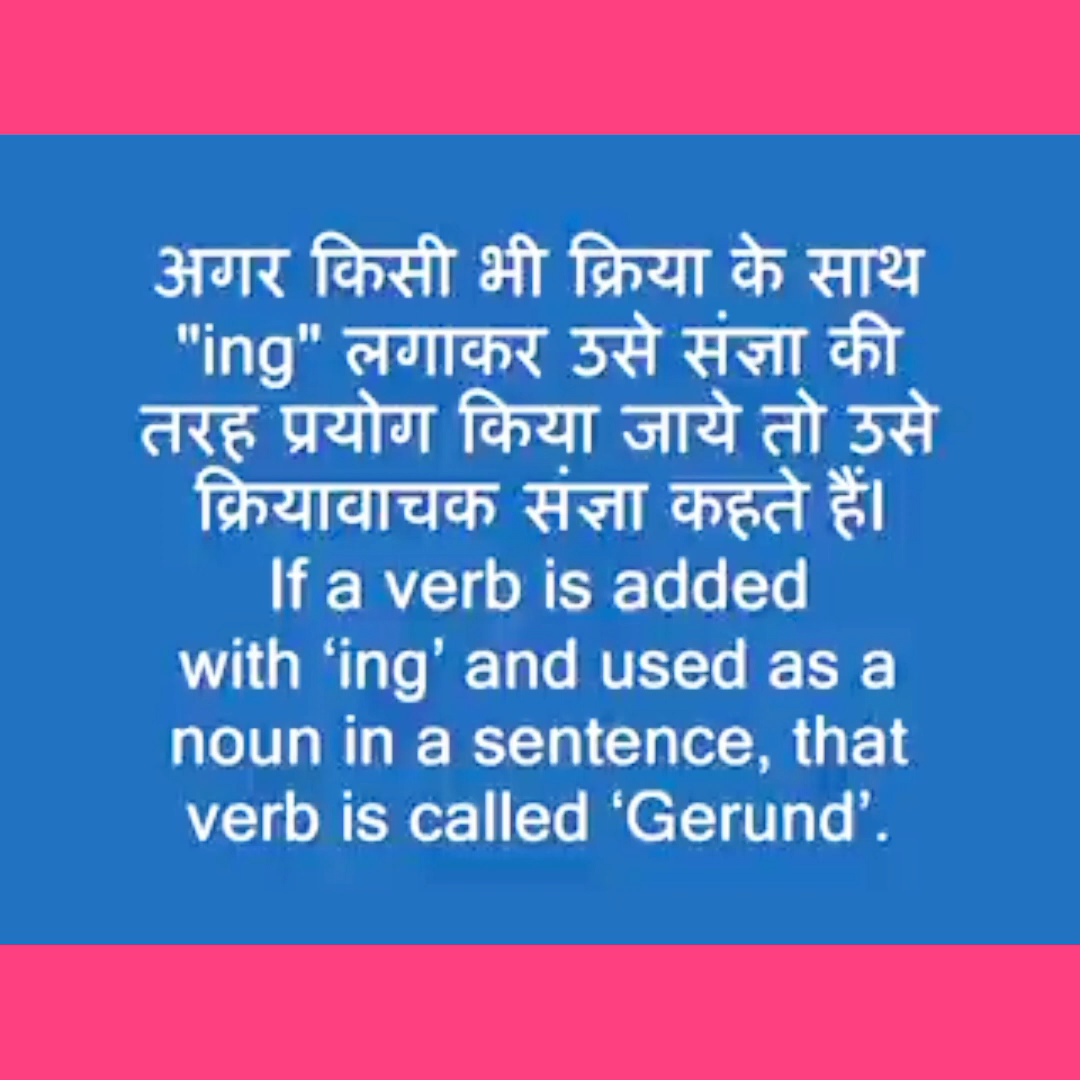 अगर किसी भी क्रिया के साथ
"ing" लगाकर उसे संज्ञा की
तरह प्रयोग किया जाये तो उसे
क्रियावाचक संज्ञा कहते हैं।
If a verb is added
with ‘ing’ and used as a
noun in a sentence, that
verb is called ‘Gerund’.